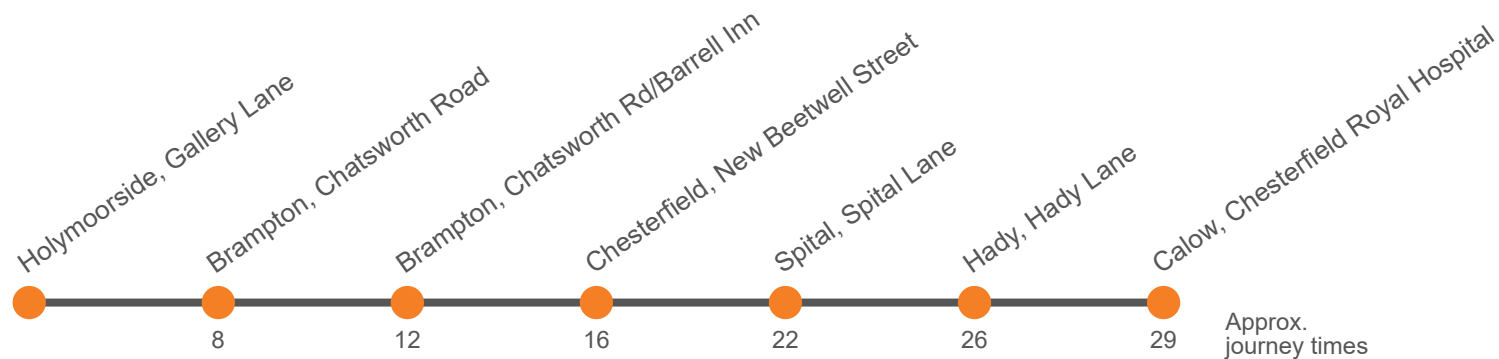 Holymoorside, Gallery Lane
Brampton, Chatsworth Road
Brampton, Chatsworth Rd/Barrell Inn
Chesterfield, New Beetwell Street
Spital, Spital Lane
Hady, Hady Lane
Calow, Chesterfield Royal Hospital
8
12
16
22
26
29
Approx.
journey times